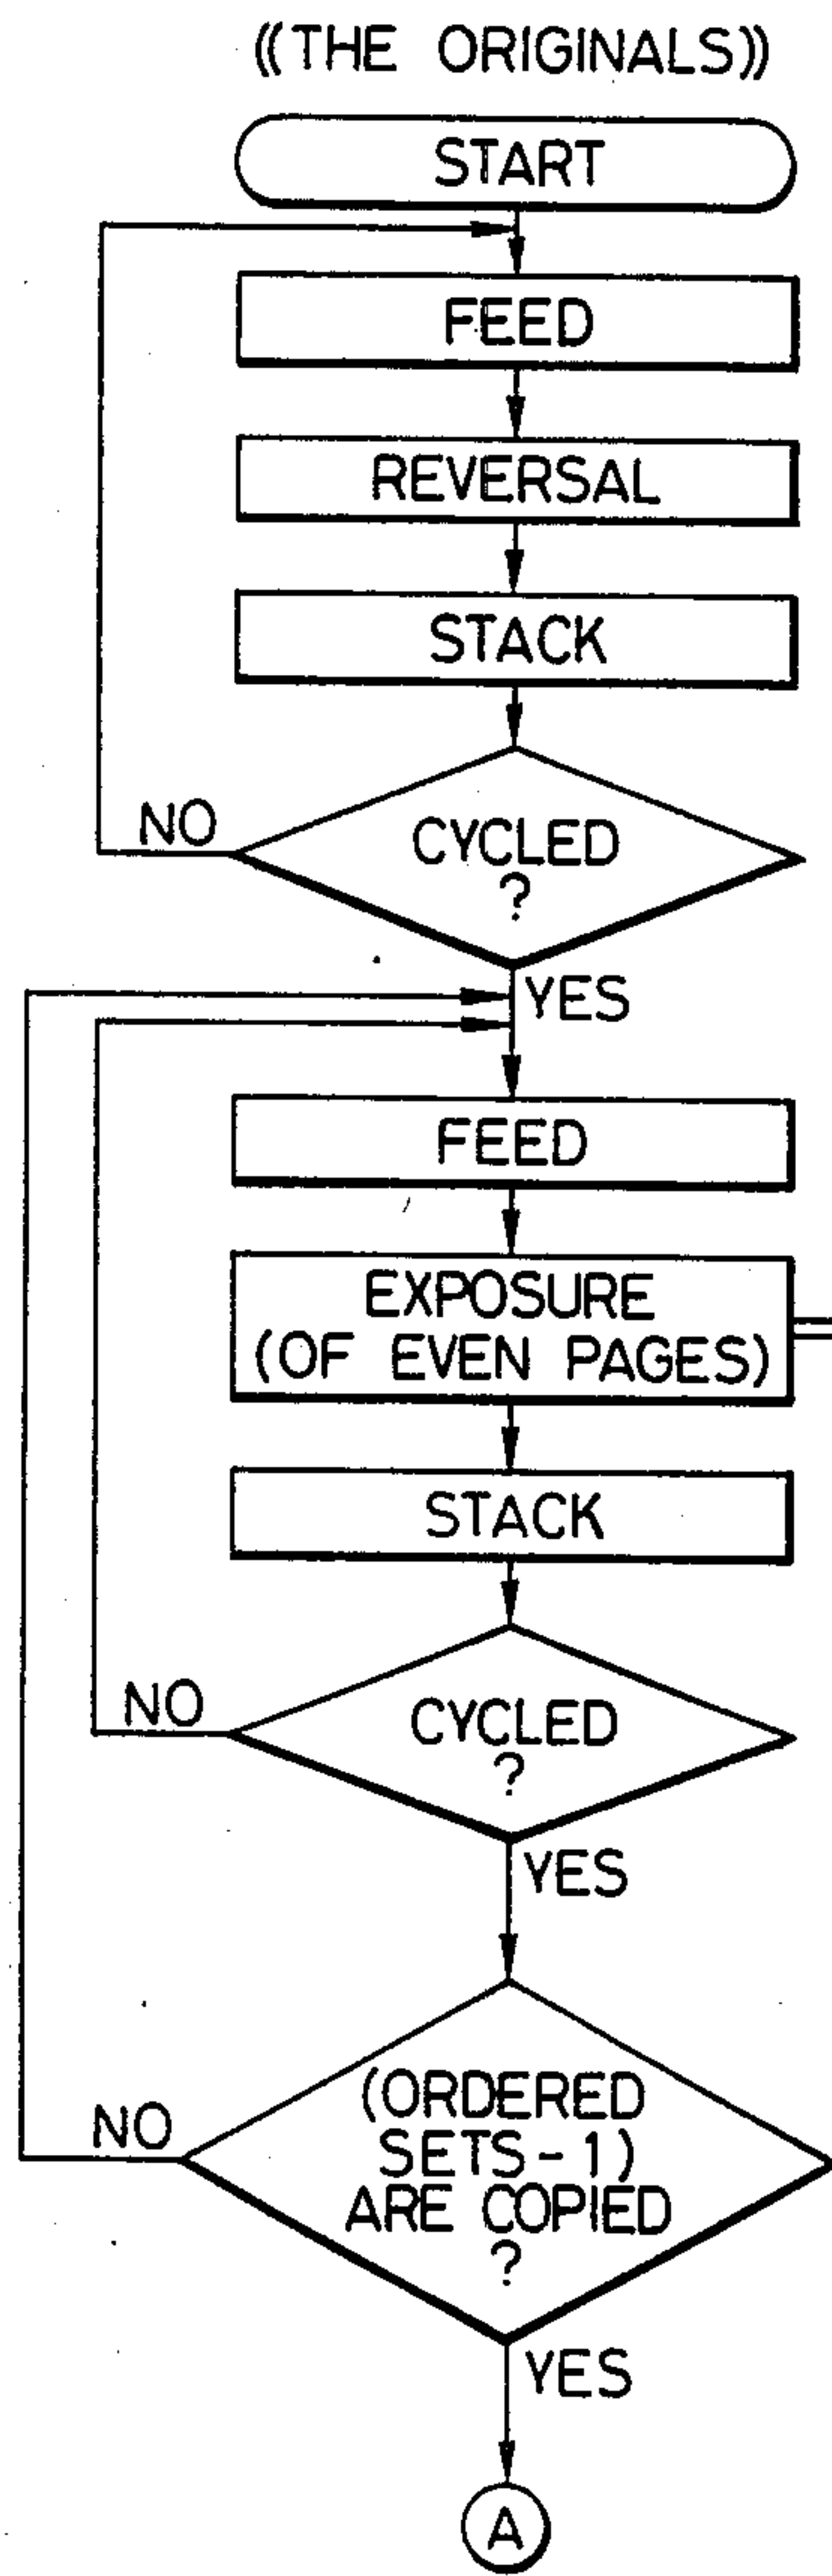 ((THE ORIGINALS))
START
FEED
REVERSAL
STACK
NO
CYCLED
?
YES
FEED
EXPOSURE
(OF EVEN PAGES)
STACK
NO
CYCLED
?
YES
NO
(ORDERED
SETS-1)
ARE COPIED
?
YES
A